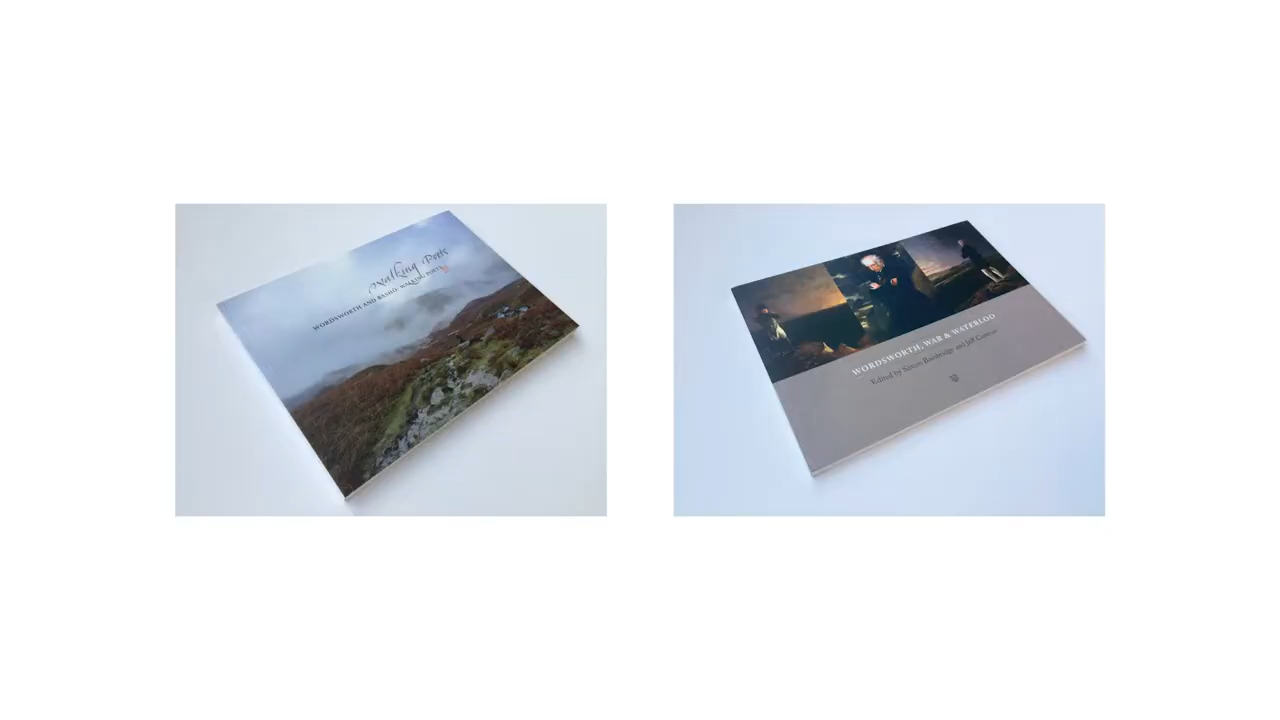 Walking Poets
WORDSWORTH AND BASHO: WALKING POETS
WORDSWORTH, WAR & WATERLOO
Edited by Simon Bainbridge and Jeff Cowton